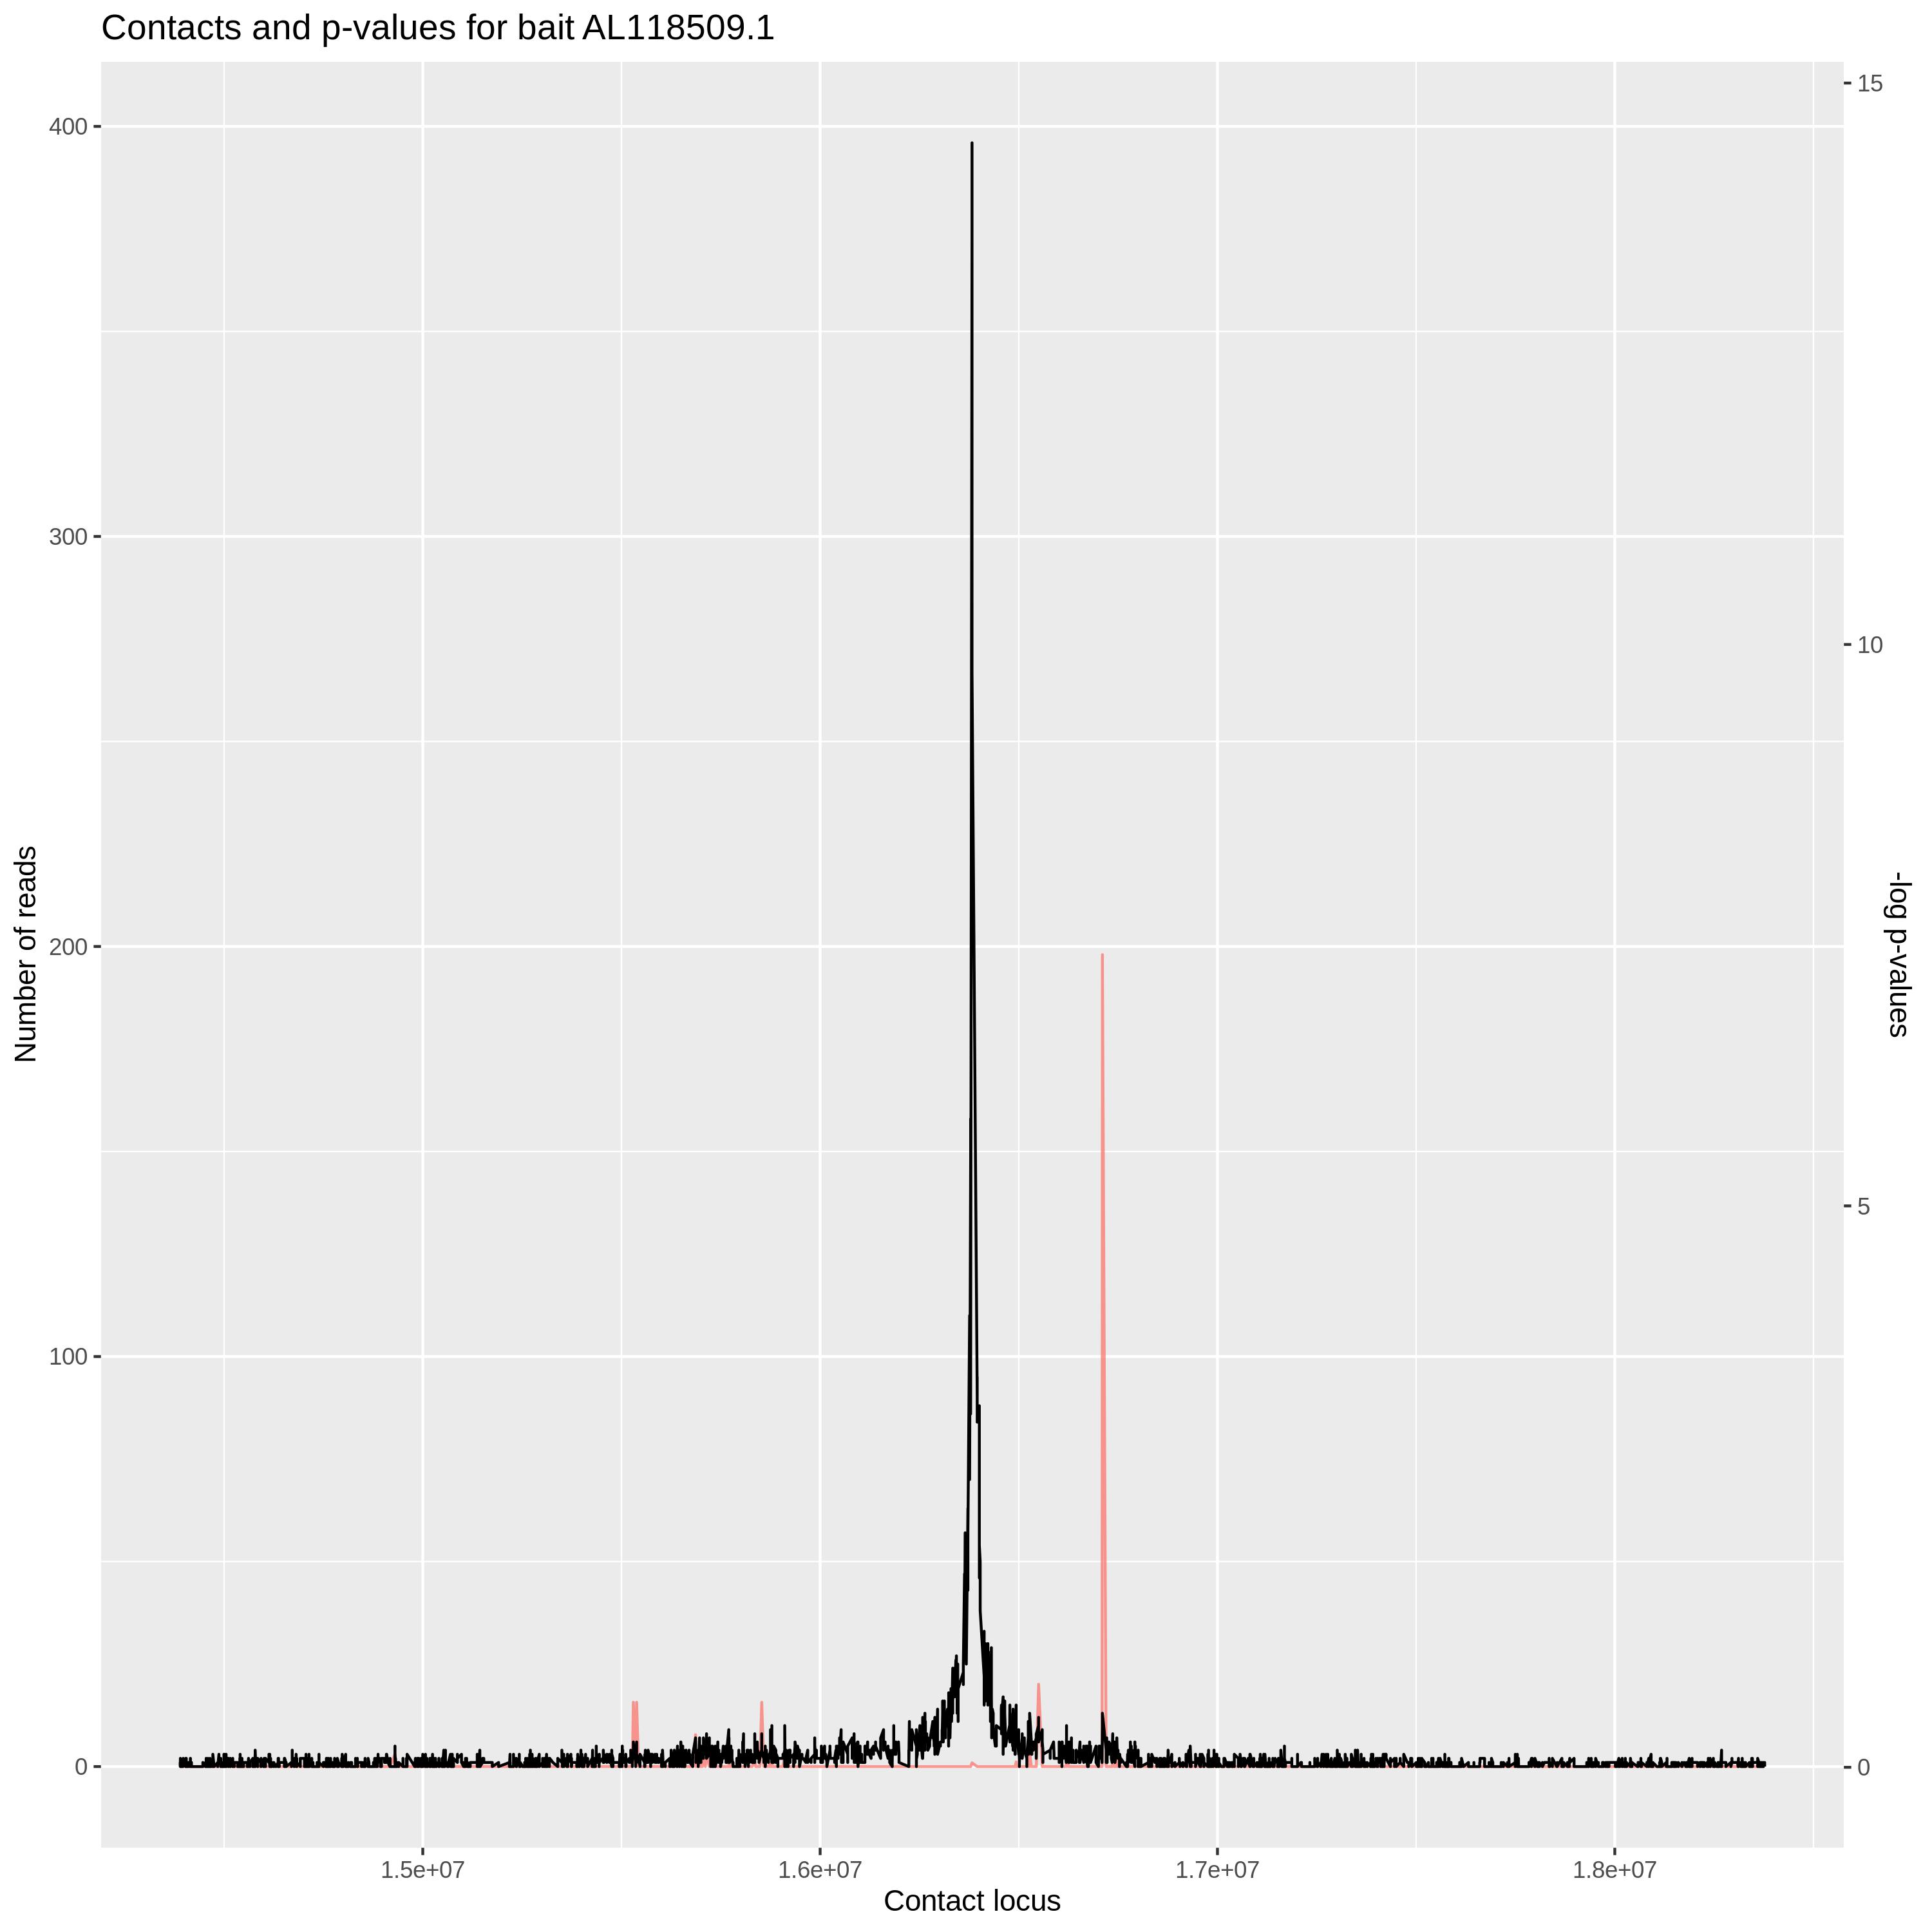 Contacts and p-values for bait AL118509.1
400
300
200
100
0
Number of reads
15
10
5
0
-log p-values
1.5e+07
1.6e+07
1.7e+07
1.8e+07
Contact locus